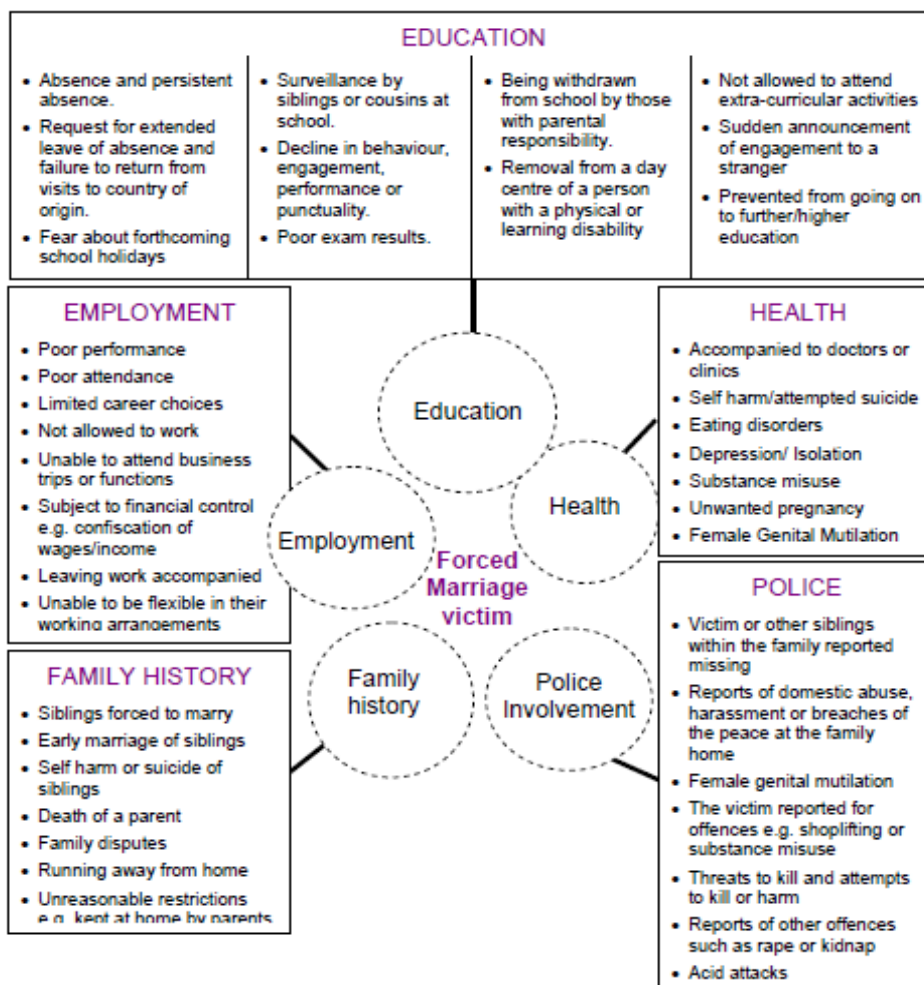 EDUCATION
• Absence and persistent
absence.
• Request for extended
leave of absence and
failure to return from
visits to country of
origin.
• Fear about forthcoming
school holidays
• Surveillance by
siblings or cousins at
school.
• Decline in behaviour,
engagement,
performance or
punctuality.
• Poor exam results.
• Being withdrawn
from school by those
with parental
responsibility.
• Removal from a day
centre of a person
with a physical or
learning disability
• Not allowed to attend
extra-curricular activities
• Sudden announcement
of engagement to a
stranger
• Prevented from going on
to further/higher
education
EMPLOYMENT
• Poor performance
• Poor attendance
• Limited career choices
• Not allowed to work
• Unable to attend business
trips or functions
• Subject to financial control
e.g. confiscation of
wages/income
• Leaving work accompanied
• Unable to be flexible in their
working arrangements
HEALTH
• Accompanied to doctors or
clinics
• Self harm/attempted suicide
• Eating disorders
• Depression/ Isolation
• Substance misuse
• Unwanted pregnancy
• Female Genital Mutilation
Education
Health
Employment
Forced
Marriage
victim
Family
history
Police
Involvement
FAMILY HISTORY
• Siblings forced to marry
• Early marriage of siblings
• Self harm or suicide of
siblings
• Death of a parent
• Family disputes
• Running away from home
• Unreasonable restrictions
e.g. kept at home by parents
POLICE
• Victim or other siblings
within the family reported
missing
• Reports of domestic abuse,
harassment or breaches of
the peace at the family
home
• Female genital mutilation
• The victim reported for
offences e.g. shoplifting or
substance misuse
• Threats to kill and attempts
to kill or harm
• Reports of other offences
such as rape or kidnap
• Acid attacks